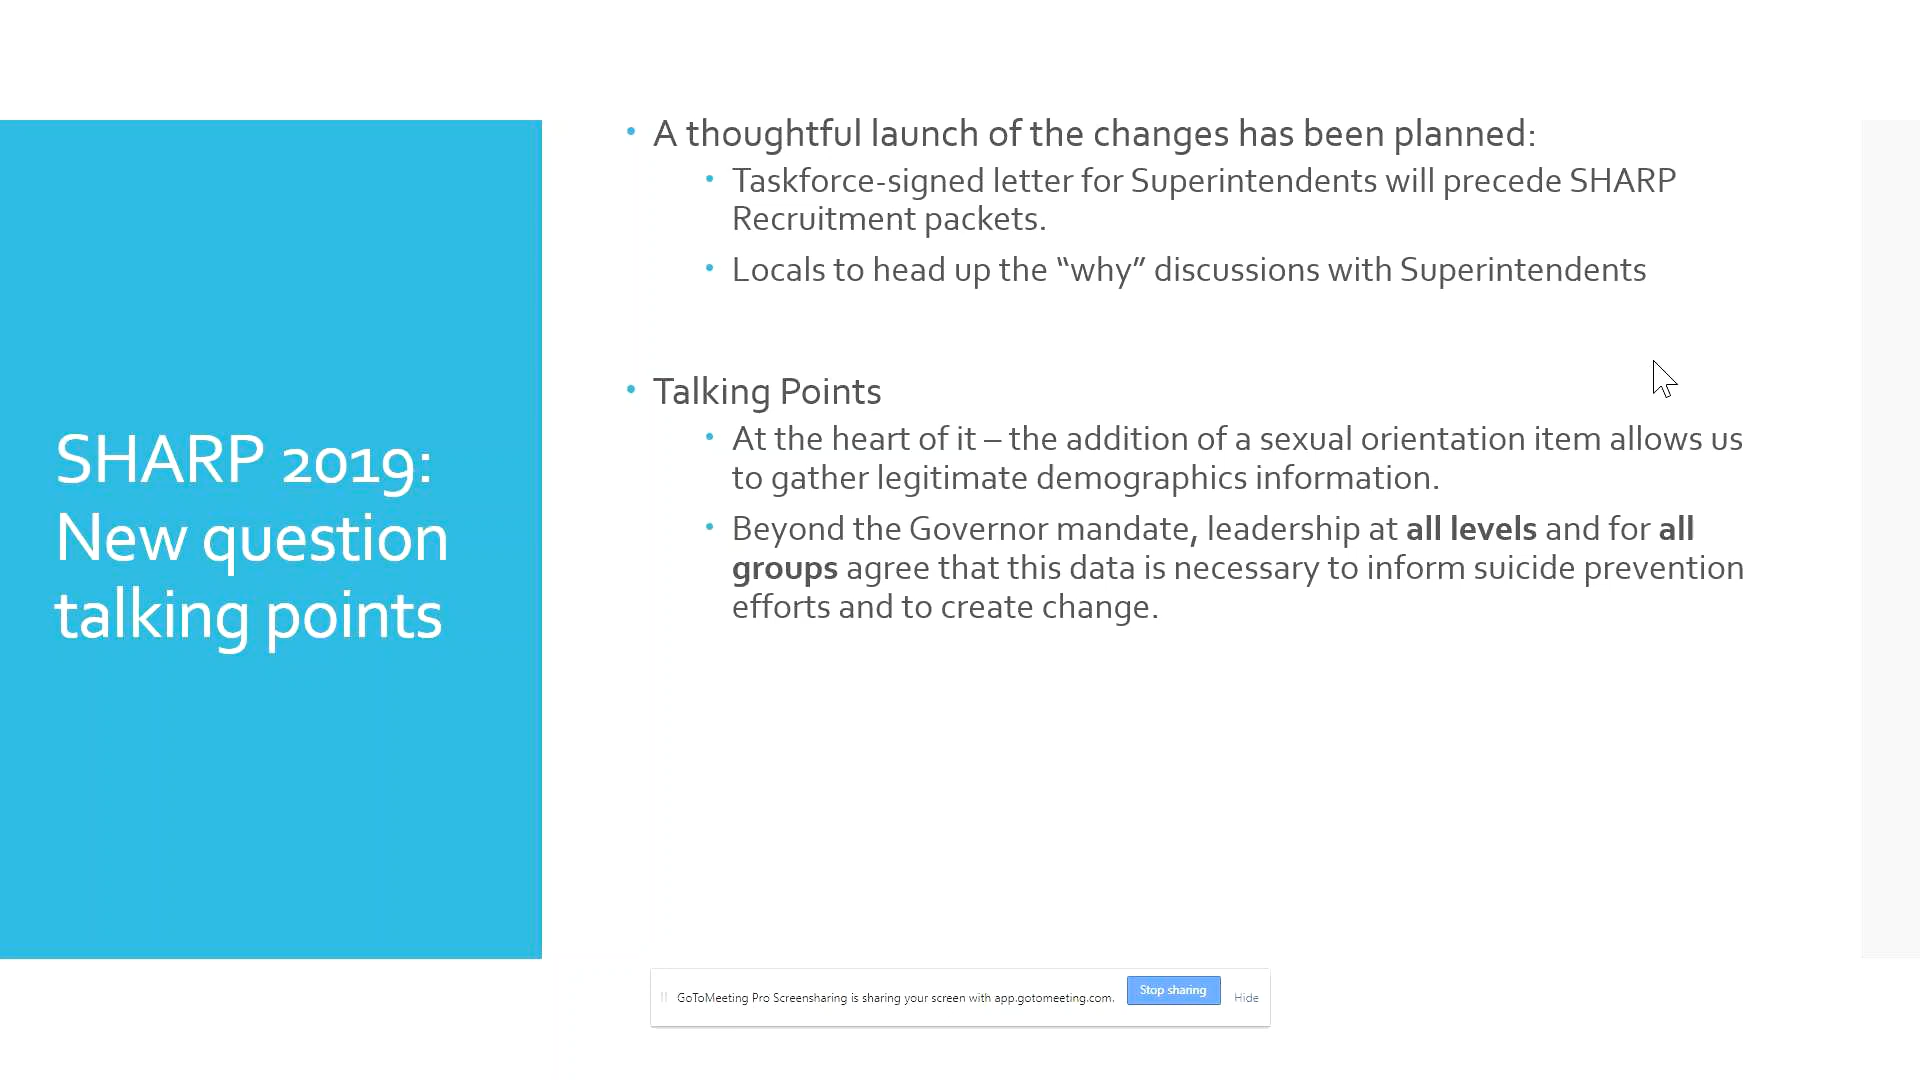 SHARP 2019:
New question
talking points
• A thoughtful launch of the changes has been planned:
• Taskforce-signed letter for Superintendents will precede SHARP
Recruitment packets.
• Locals to head up the “why” discussions with Superintendents
• Talking Points
• At the heart of it – the addition of a sexual orientation item allows us
to gather legitimate demographics information.
• Beyond the Governor mandate, leadership at all levels and for all
groups agree that this data is necessary to inform suicide prevention
efforts and to create change.
GoToMeeting Pro Screensharing is sharing your screen with app.gotomeeting.com. Stop sharing Hide